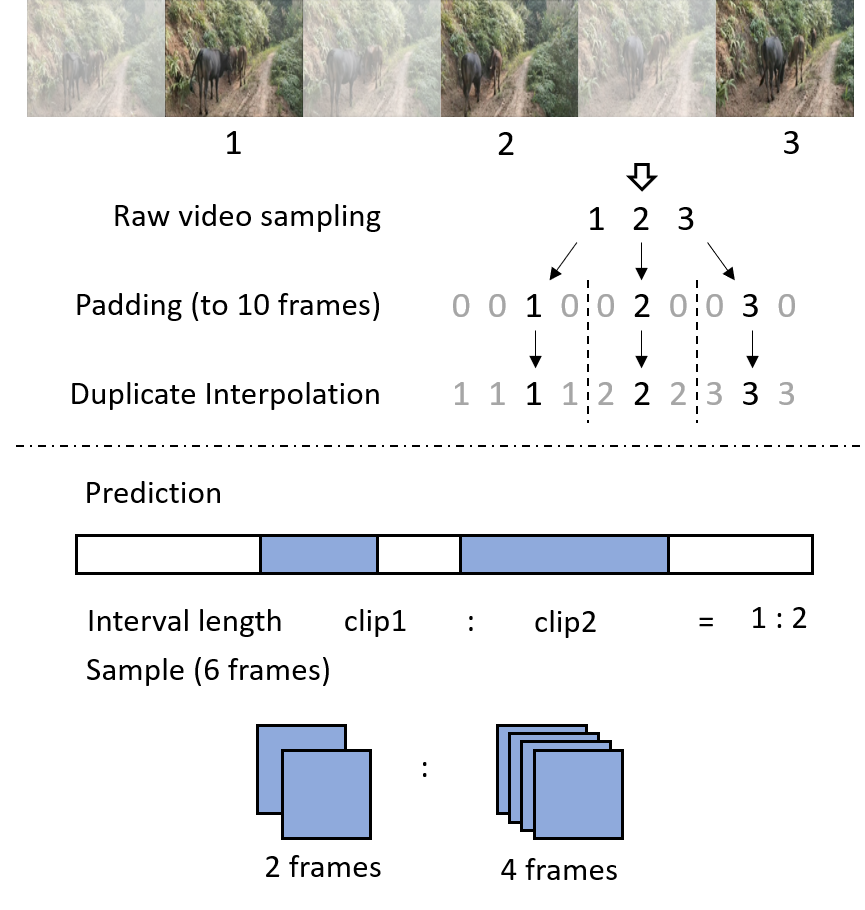 1 2 3
Raw video sampling 1 2 3
Padding (to 10 frames) 0 0 1 0 0 2 0 0 3 0
Duplicate Interpolation 1 1 1 1 2 2 2 3 3 3
Prediction
Interval length clip1 : clip2 = 1 : 2
Sample (6 frames)
:
2 frames 4 frames